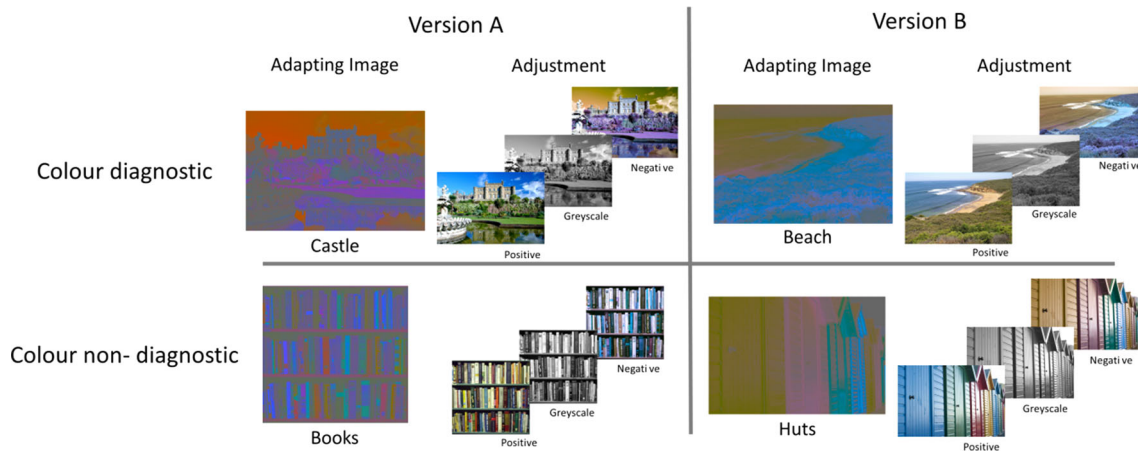 Version A
Version B
Adapting Image
Adjustment
Adapting Image
Adjustment
Colour diagnostic
Negati ve
Greyscale
Positive
Castle
Negati ve
Greyscale
Positive
Beach
Colour non- diagnostic
Negati ve
Greyscale
Positive
Books
Negati ve
Greyscale
Positive
Huts